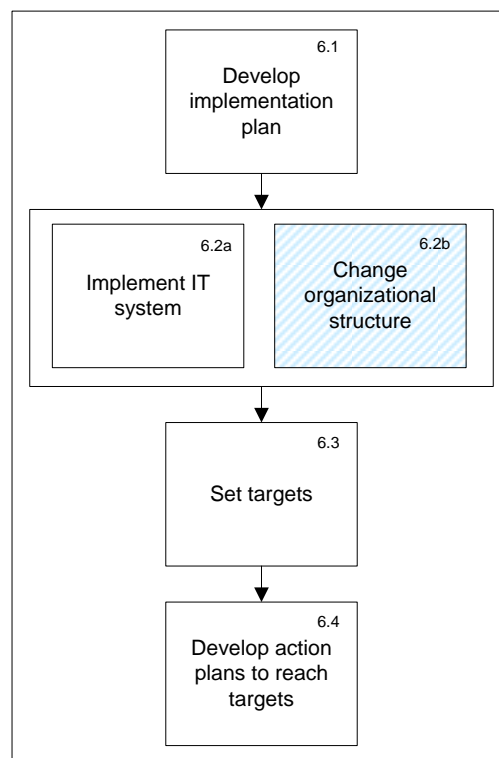 6.1
Develop
implementation
plan
6.2a
Implement IT
system
6.2b
Change
organizational
structure
6.3
Set targets
6.4
Develop action
plans to reach
targets